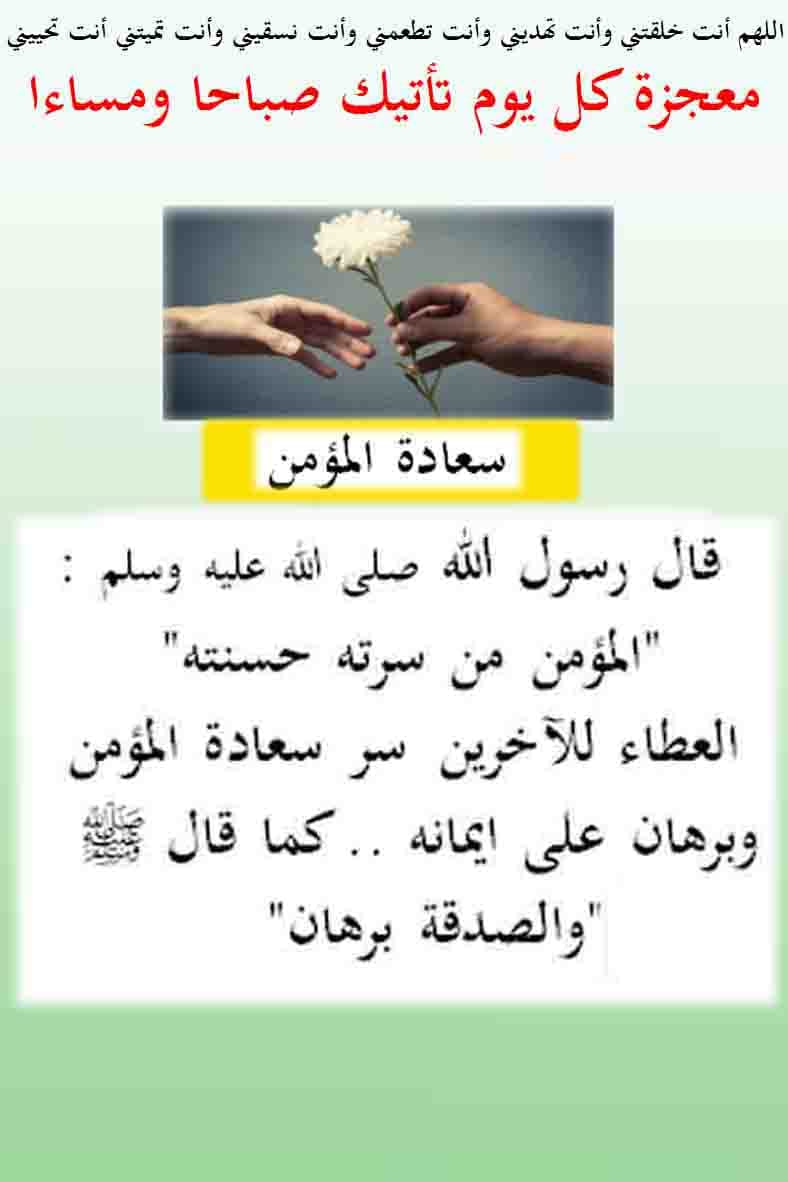 اللهم أنت خلقتني وأنت تهديني وأنت تطعمني وأنت تسقيني وأنت تميتني أنت تحييني
معجزة كل يوم تأتيك صباحا ومساءا
سعادة المؤمن
قال رسول الله صلى الله عليه وسلم :
"المؤمن من سرته حسنته"
العطاء للآخرين سر سعادة المؤمن
وبرهان على ايمانه .. كما قال ﷺ
"والصدقة برهان"